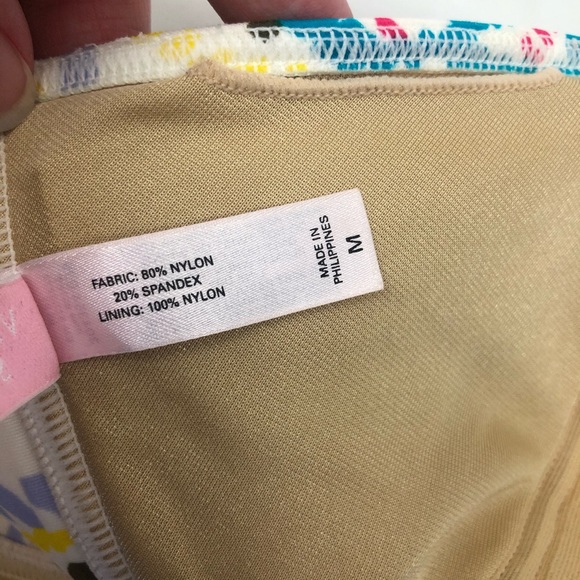 FABRIC: 80% NYLON
20% SPANDEX
LINING: 100% NYLON
MADE IN
PHILIPPINES
M